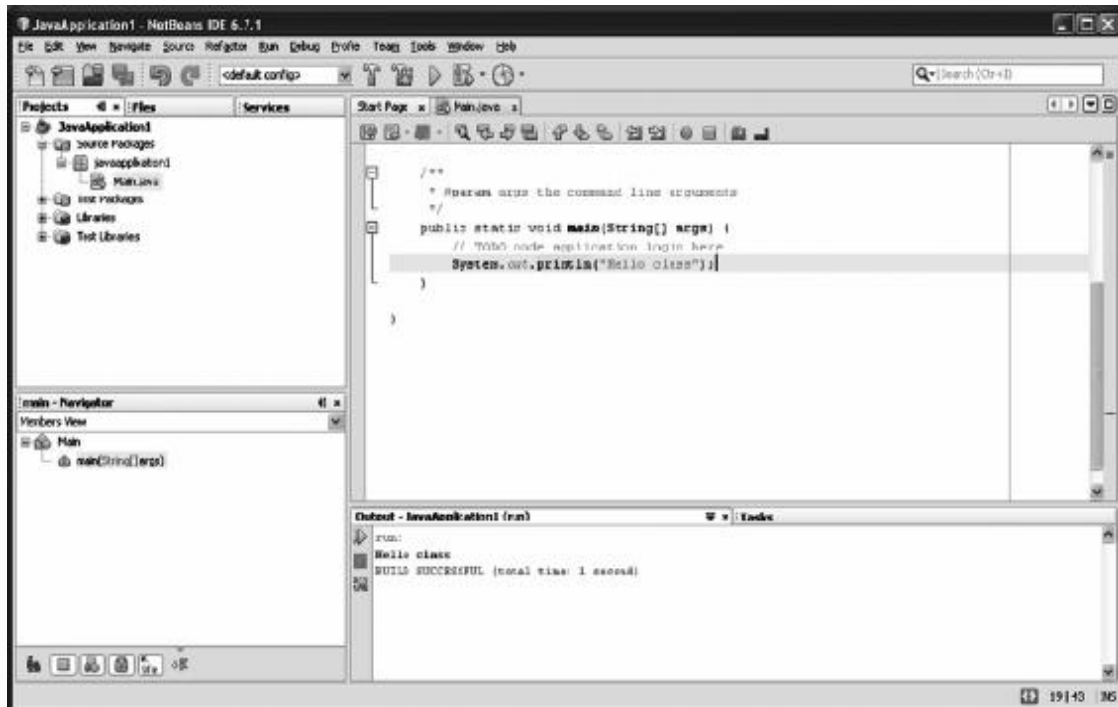 JavaApplication1 - NetBeans IDE 6.7.1
File Edit View Navigate Source Refactor Run Debug Profile Team Tools Window Help
<default config>
Search (Ctrl+I)
Projects Files Services
JavaApplication1
Source Packages
javaapplication1
Main.java
Test Packages
Libraries
Test Libraries
Start Page Main.java
/**
* @param args the command line arguments
*/
public static void main(String[] args) {
// TODO code application logic here
System.out.println("Hello class");
}
}
main - Navigator
Members View
Main
main(String[] args)
Output - JavaApplication1 (run) Tasks
run:
Hello class
BUILD SUCCESSFUL (total time: 1 second)
19|43 INS